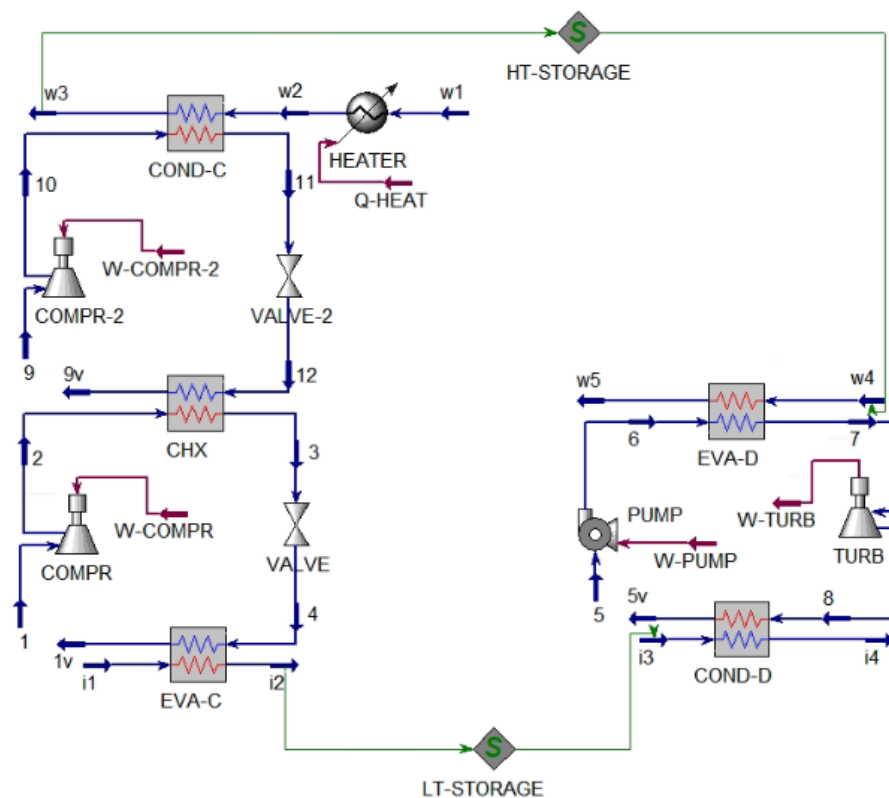 S
HT-STORAGE
w3
w2
w1
COND-C
HEATER
Q-HEAT
10
11
W-COMPR-2
COMPR-2
VALVE-2
9
9v
12
CHX
2
3
W-COMPR
COMPR
VALVE
1
4
1v
i1
i2
EVA-C
w5
w4
6
7
EVA-D
PUMP
W-TURB
TURB
W-PUMP
5
5v
8
i3
i4
COND-D
S
LT-STORAGE